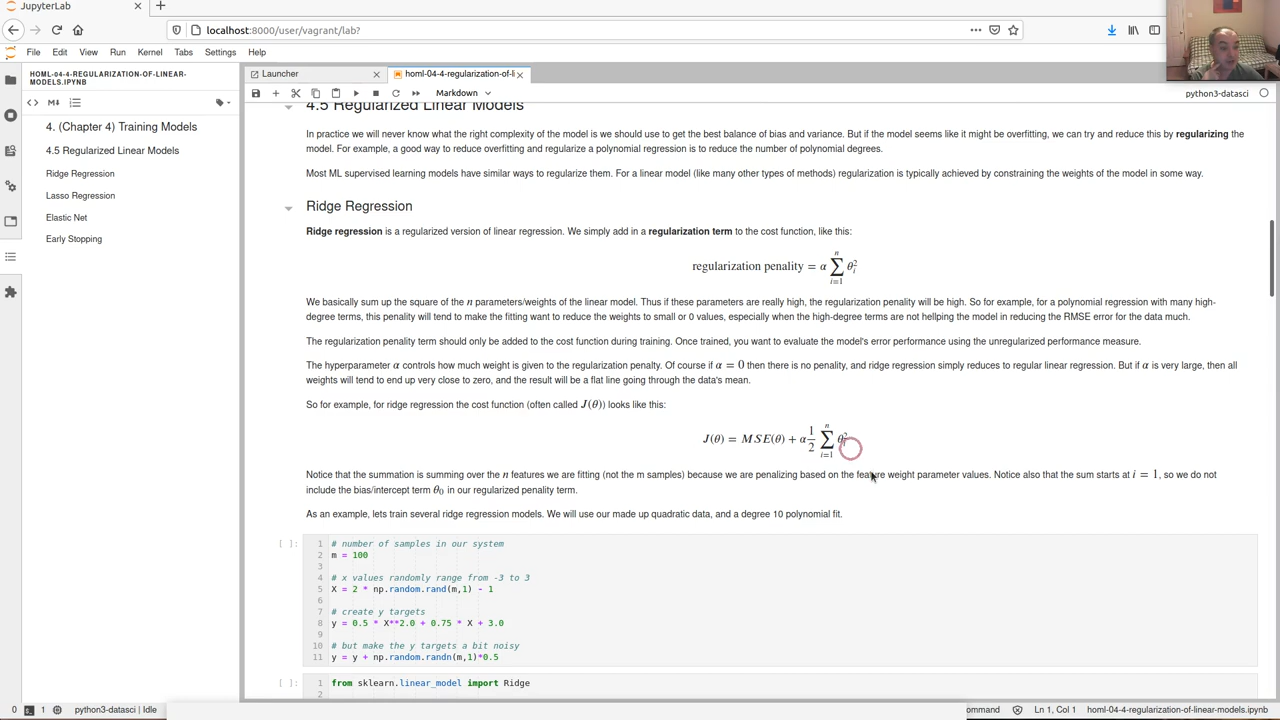 JupyterLab
localhost:8000/user/vagrant/lab?
File Edit View Run Kernel Tabs Settings Help
HOML-04-4-REGULARIZATION-OF-LINEAR-
MODELS.IPYNB
4. (Chapter 4) Training Models
4.5 Regularized Linear Models
Ridge Regression
Lasso Regression
Elastic Net
Early Stopping
Launcher
homl-04-4-regularization-of-li
Markdown
python3-datasci
4.5 Regularized Linear Models
In practice we will never know what the right complexity of the model is we should use to get the best balance of bias and variance. But if the model seems like it might be overfitting, we can try and reduce this by regularizing the
model. For example, a good way to reduce overfitting and regularize a polynomial regression is to reduce the number of polynomial degrees.
Most ML supervised learning models have similar ways to regularize them. For a linear model (like many other types of methods) regularization is typically achieved by constraining the weights of the model in some way.
Ridge Regression
Ridge regression is a regularized version of linear regression. We simply add in a regularization term to the cost function, like this:
regularization penality = α ∑ᵢ₌₁ⁿ θᵢ²
We basically sum up the square of the n parameters/weights of the linear model. Thus if these parameters are really high, the regularization penality will be high. So for example, for a polynomial regression with many high-
degree terms, this penality will tend to make the fitting want to reduce the weights to small or 0 values, especially when the high-degree terms are not hellping the model in reducing the RMSE error for the data much.
The regularization penality term should only be added to the cost function during training. Once trained, you want to evaluate the model's error performance using the unregularized performance measure.
The hyperparameter α controls how much weight is given to the regularization penality. Of course if α = 0 then there is no penality, and ridge regression simply reduces to regular linear regression. But if α is very large, then all
weights will tend to end up very close to zero, and the result will be a flat line going through the data's mean.
So for example, for ridge regression the cost function (often called J(θ)) looks like this:
J(θ) = MSE(θ) + α 1/2 ∑ᵢ₌₁ⁿ θᵢ²
Notice that the summation is summing over the n features we are fitting (not the m samples) because we are penalizing based on the feature weight parameter values. Notice also that the sum starts at i = 1, so we do not
include the bias/intercept term θ₀ in our regularized penality term.
As an example, lets train several ridge regression models. We will use our made up quadratic data, and a degree 10 polynomial fit.
[ ]:
1 # number of samples in our system
2 m = 100
3
4 # x values randomly range from -3 to 3
5 X = 2 * np.random.rand(m,1) - 1
6
7 # create y targets
8 y = 0.5 * X**2.0 + 0.75 * X + 3.0
9
10 # but make the y targets a bit noisy
11 y = y + np.random.randn(m,1)*0.5
[ ]:
1 from sklearn.linear_model import Ridge
2
0 1 python3-datasci | Idle
ommand Ln 1, Col 1 homl-04-4-regularization-of-linear-models.ipynb